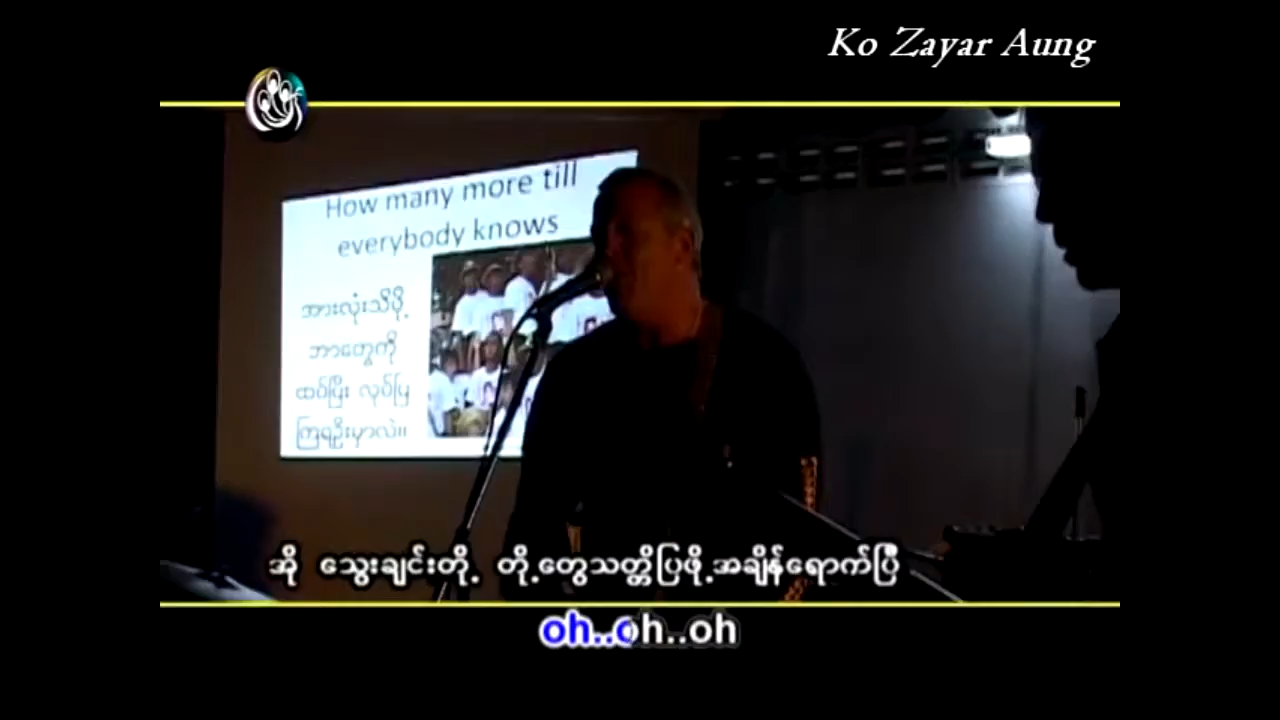 Ko Zayar Aung
How many more till
everybody knows
အားလုံးသိဖို့
ဘာတွေကို
ထပ်ပြီး လုပ်ပြ
ကြရဦးမှာလဲ။
အို သွေးချင်းတို့ တို့တွေသတ္တိပြဖို့အချိန်ရောက်ပြီ
oh..oh..oh